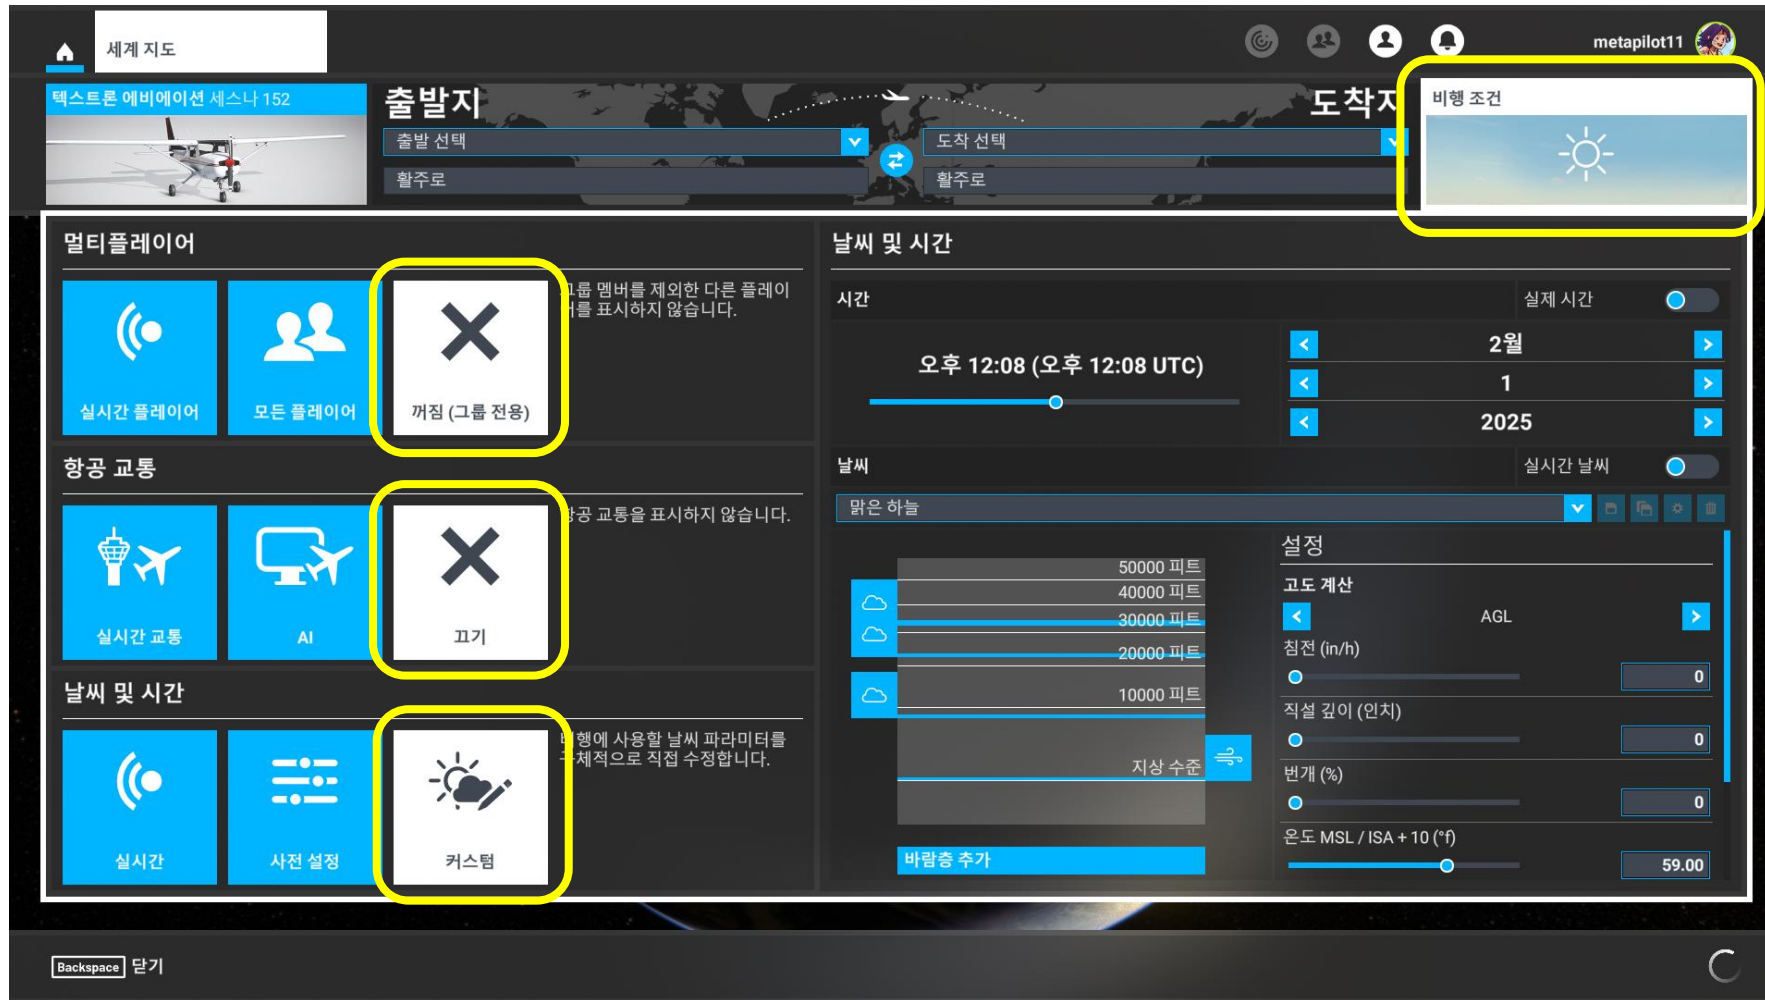 세계 지도
metapilot11
텍스트론 에비에이션 세스나 152
출발지
도착지
비행 조건
출발 선택
도착 선택
활주로
활주로
멀티플레이어
실시간 플레이어
모든 플레이어
꺼짐 (그룹 전용)
그룹 멤버를 제외한 다른 플레이
어를 표시하지 않습니다.
항공 교통
실시간 교통
AI
끄기
항공 교통을 표시하지 않습니다.
날씨 및 시간
실시간
사전 설정
커스텀
비행에 사용할 날씨 파라미터를
구체적으로 직접 수정합니다.
날씨 및 시간
시간
실제 시간
오후 12:08 (오후 12:08 UTC)
2월
1
2025
날씨
실시간 날씨
맑은 하늘
50000 피트
40000 피트
30000 피트
20000 피트
10000 피트
지상 수준
바람층 추가
설정
고도 계산
AGL
침전 (in/h)
0
직설 깊이 (인치)
0
번개 (%)
0
온도 MSL / ISA + 10 (°f)
59.00
Backspace 닫기